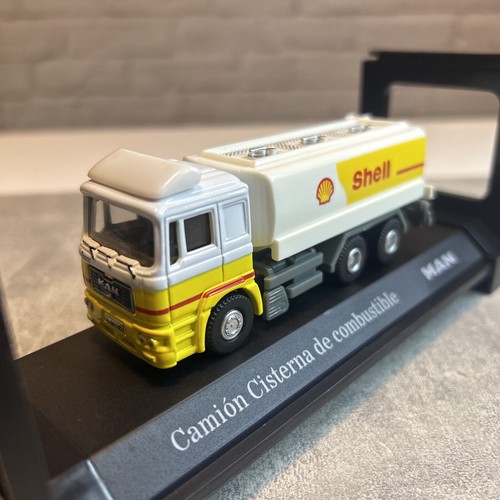 Shell
MAN
Camión Cisterna de combustible
MAN